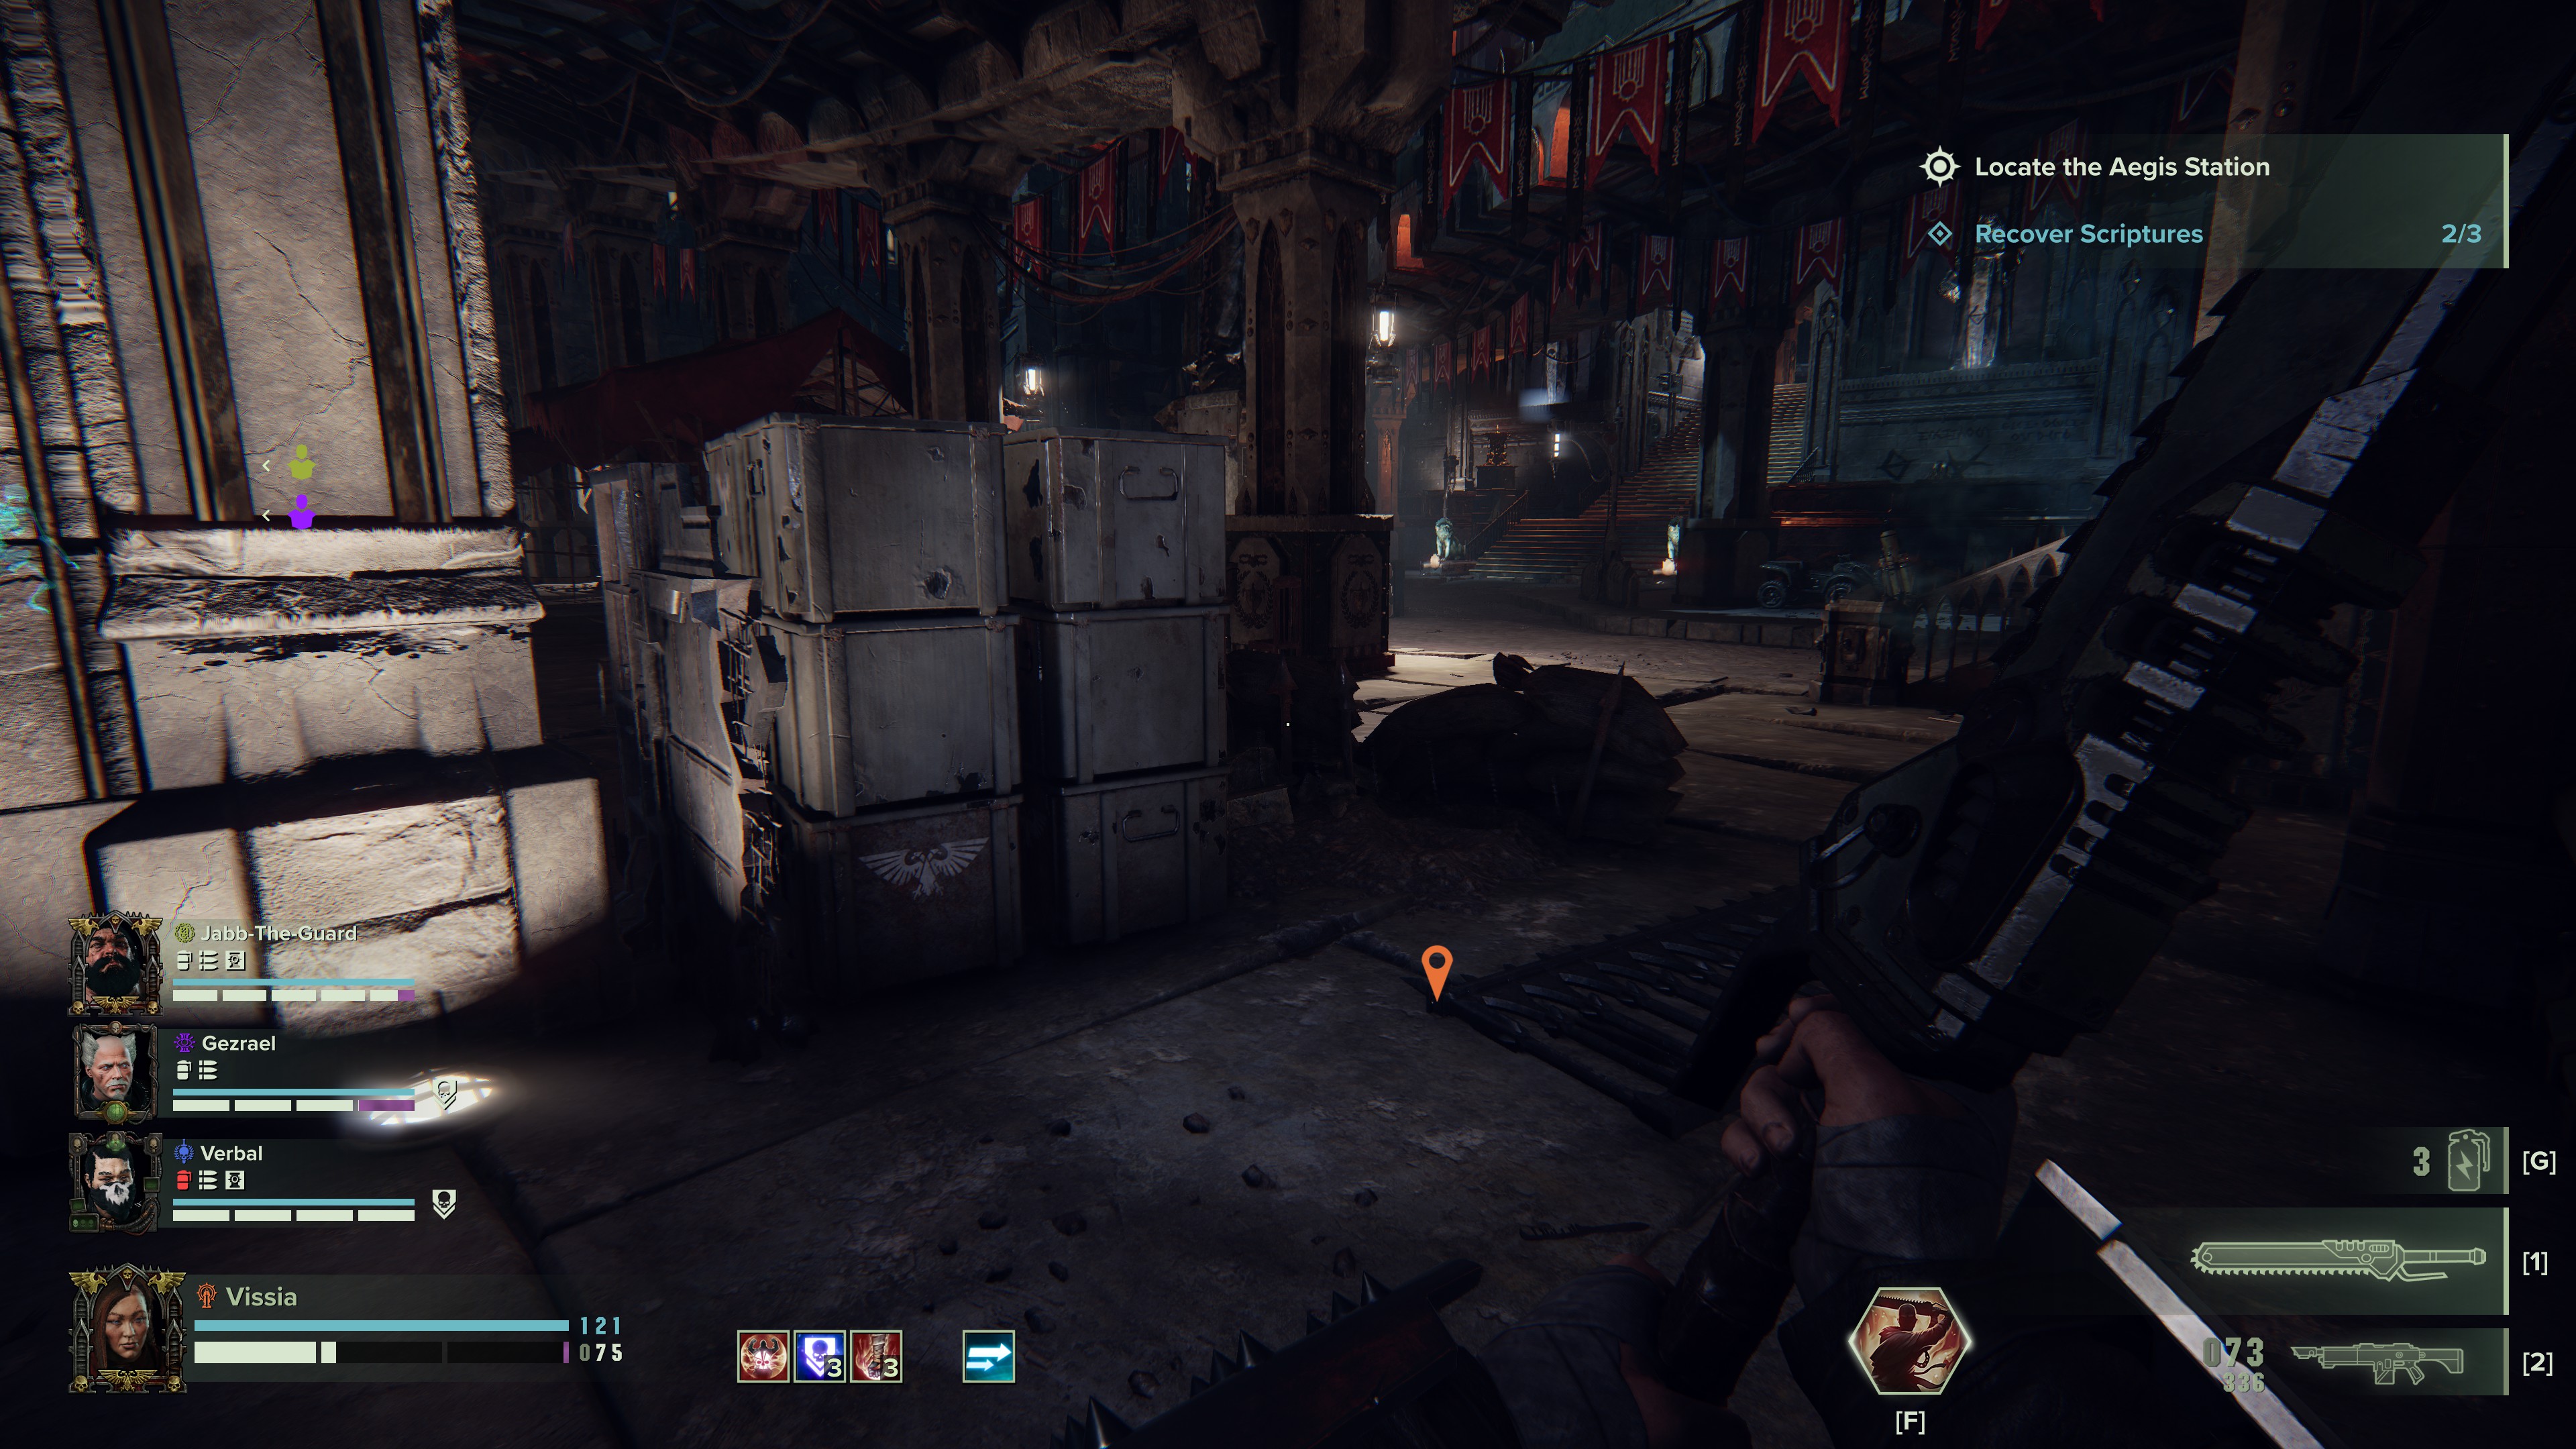 Locate the Aegis Station
Recover Scriptures 2/3
Jabb-The-Guard
Gezrael
Verbal
Vissia
121
075
3
3
3 [G]
[1]
073
336
[2]
[F]